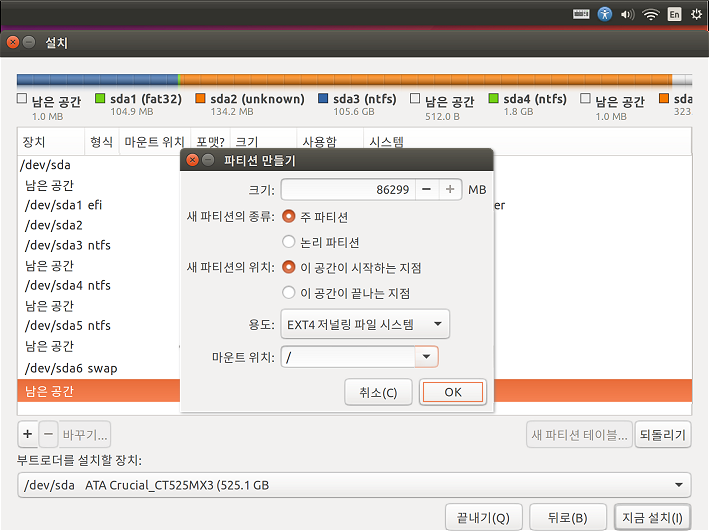 En
설치
남은 공간 sda1 (fat32) sda2 (unknown) sda3 (ntfs) 남은 공간 sda4 (ntfs) 남은 공간 sda
1.0 MB 104.9 MB 134.2 MB 105.6 GB 512.0 B 1.8 GB 1.0 MB 323.
장치 형식 마운트 위치 포맷? 크기 사용함 시스템
/dev/sda
남은 공간
/dev/sda1 efi er
/dev/sda2
/dev/sda3 ntfs
남은 공간
/dev/sda4 ntfs
남은 공간
/dev/sda5 ntfs
남은 공간
/dev/sda6 swap
남은 공간
파티션 만들기
크기: 86299 − + MB
새 파티션의 종류: 주 파티션
논리 파티션
새 파티션의 위치: 이 공간이 시작하는 지점
이 공간이 끝나는 지점
용도: EXT4 저널링 파일 시스템
마운트 위치: /
취소(C) OK
+ − 바꾸기... 새 파티션 테이블... 되돌리기
부트로더를 설치할 장치:
/dev/sda ATA Crucial_CT525MX3 (525.1 GB
끝내기(Q) 뒤로(B) 지금 설치(I)